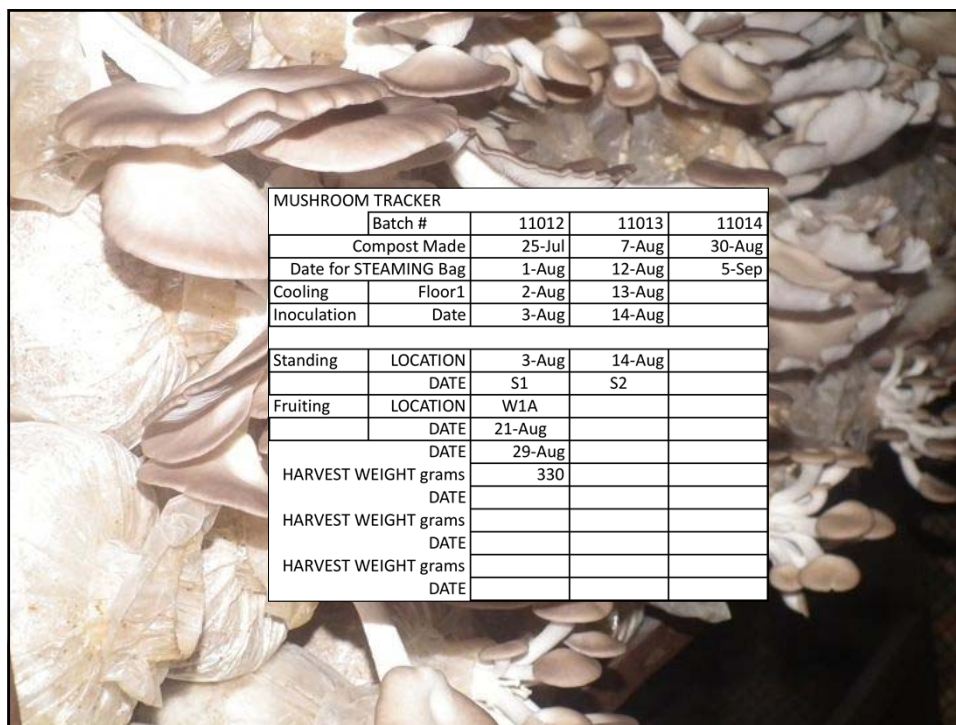 MUSHROOM TRACKER
Batch # 11012 11013 11014
Compost Made 25-Jul 7-Aug 30-Aug
Date for STEAMING Bag 1-Aug 12-Aug 5-Sep
Cooling Floor1 2-Aug 13-Aug
Inoculation Date 3-Aug 14-Aug
Standing LOCATION 3-Aug 14-Aug
DATE S1 S2
Fruiting LOCATION W1A
DATE 21-Aug
DATE 29-Aug
HARVEST WEIGHT grams 330
DATE
HARVEST WEIGHT grams
DATE
HARVEST WEIGHT grams
DATE